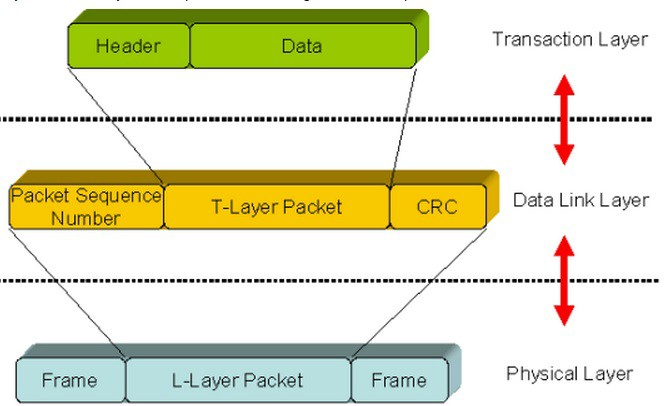 Header
Data
Transaction Layer
Packet Sequence
Number
T-Layer Packet
CRC
Data Link Layer
Frame
L-Layer Packet
Frame
Physical Layer